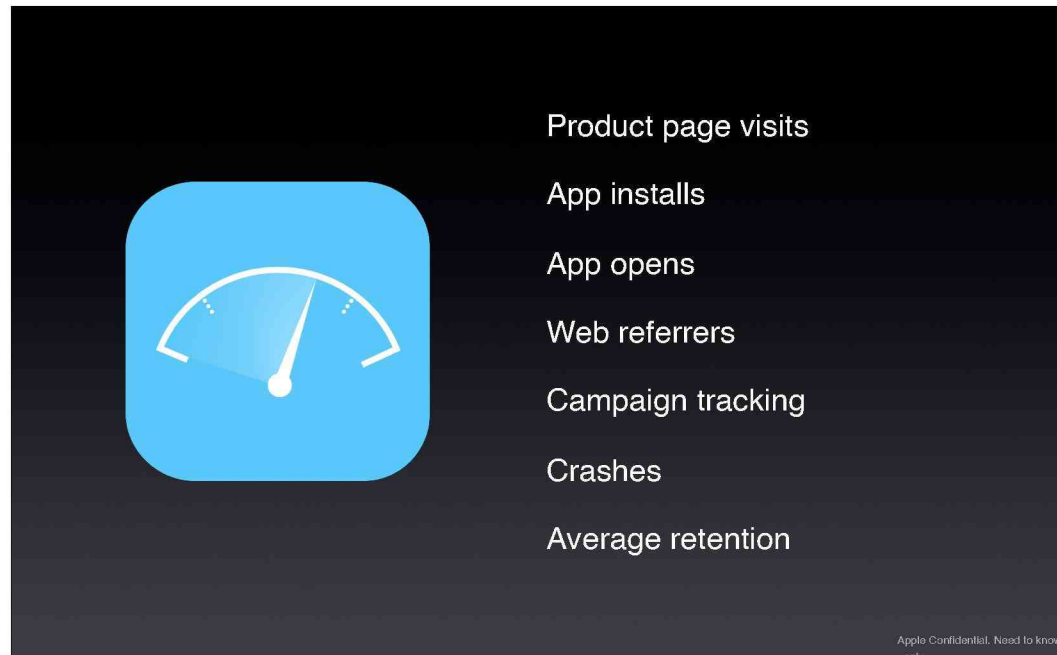 Product page visits
App installs
App opens
Web referrers
Campaign tracking
Crashes
Average retention
Apple Confidential. Need to know